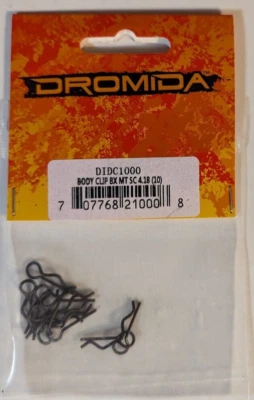 DROMIDA
DIDC1000
BODY CLIP BX MT SC 4.18 (10)
7 07768 21000 8